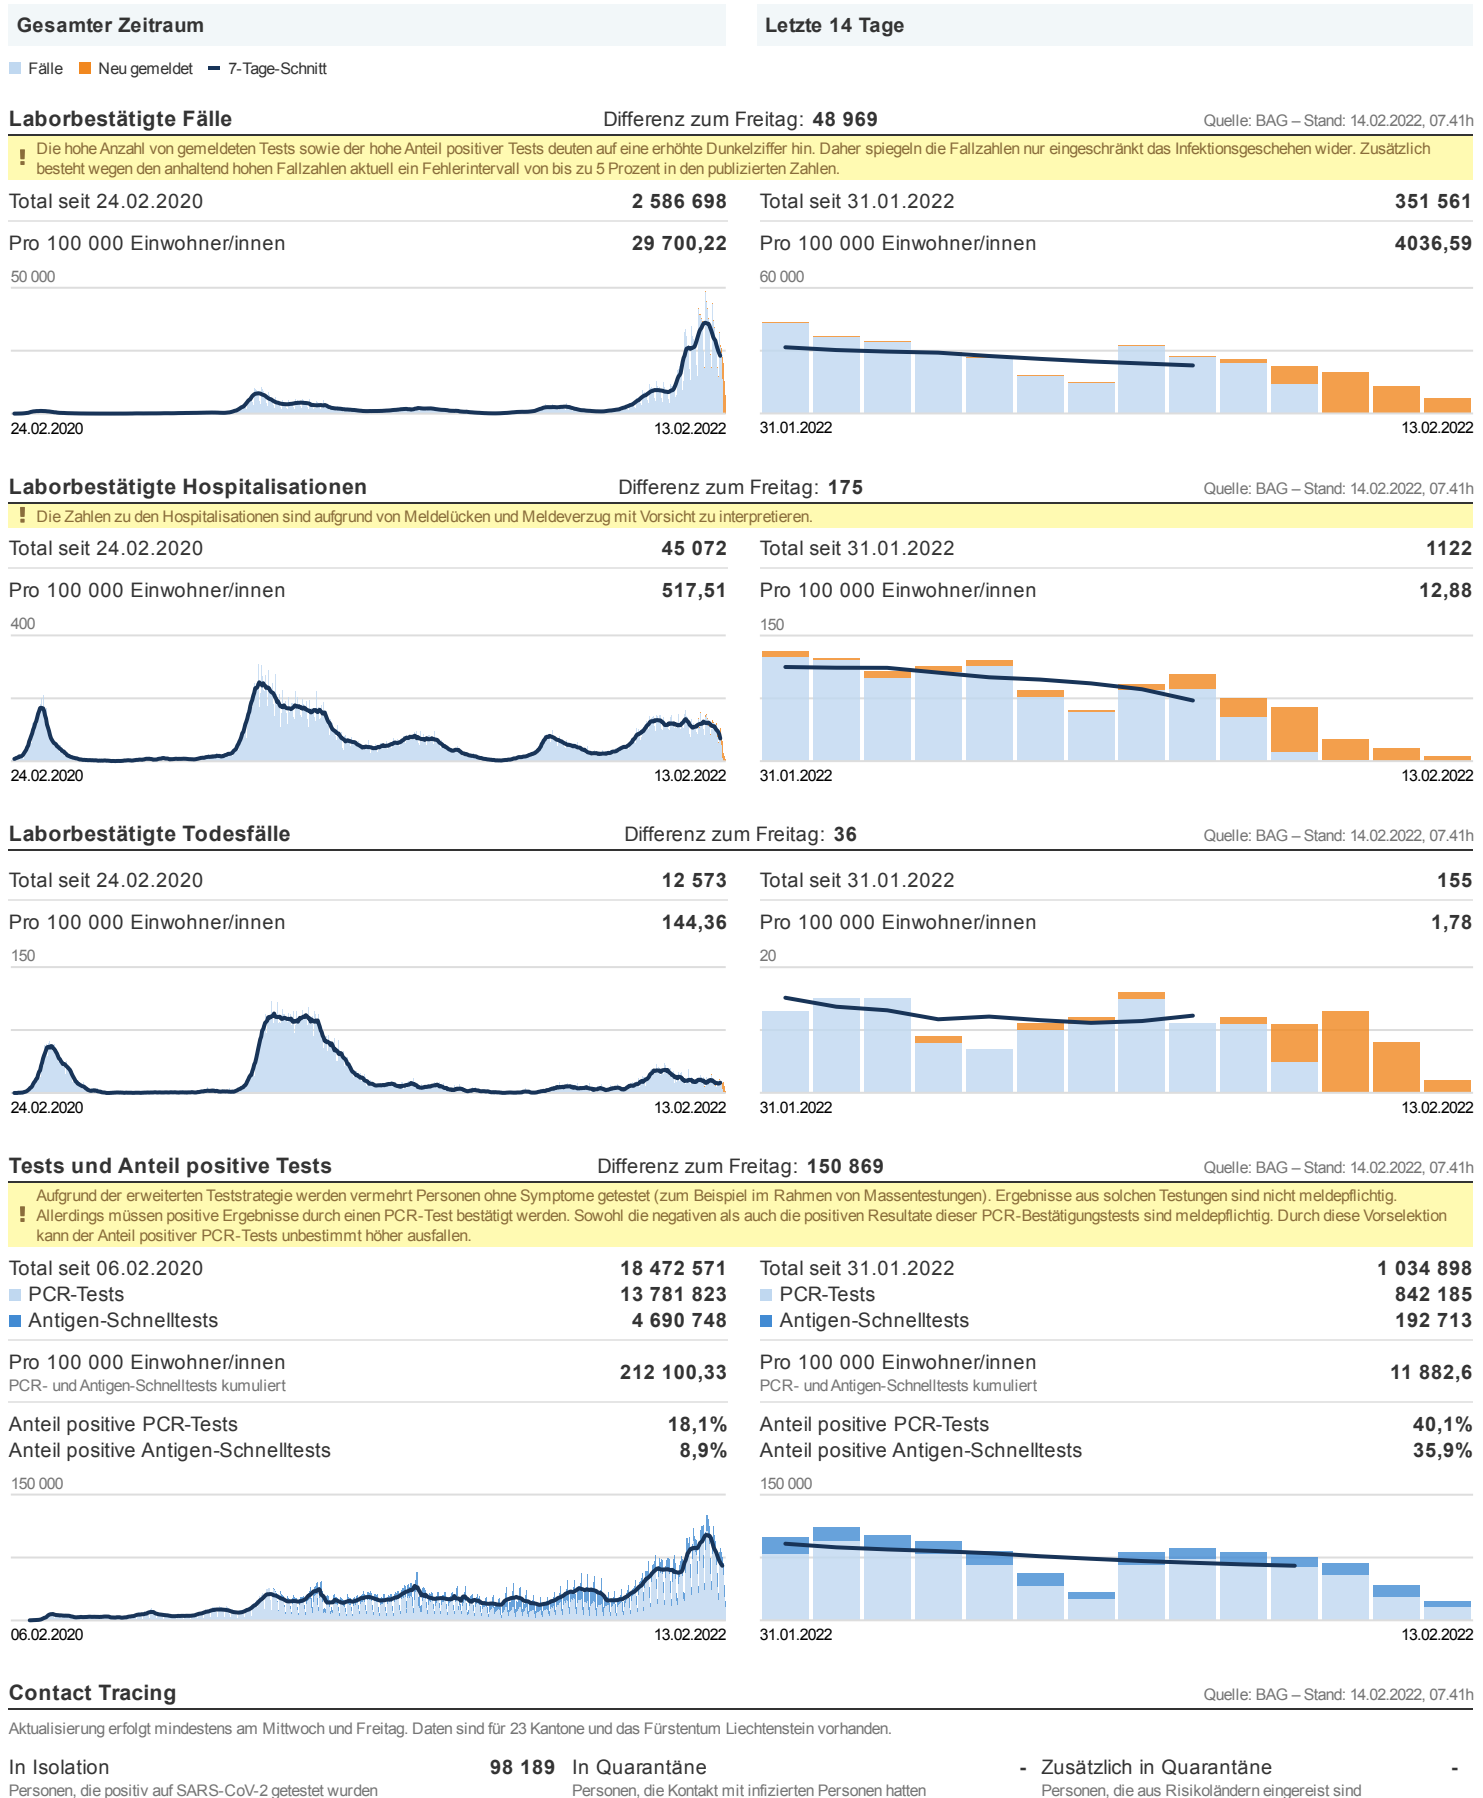 Gesamter Zeitraum
Letzte 14 Tage
Fälle Neu gemeldet 7-Tage-Schnitt
Laborbestätigte Fälle Differenz zum Freitag: 48 969 Quelle: BAG – Stand: 14.02.2022, 07.41h
! Die hohe Anzahl von gemeldeten Tests sowie der hohe Anteil positiver Tests deuten auf eine erhöhte Dunkelziffer hin. Daher spiegeln die Fallzahlen nur eingeschränkt das Infektionsgeschehen wider. Zusätzlich
besteht wegen den anhaltend hohen Fallzahlen aktuell ein Fehlerintervall von bis zu 5 Prozent in den publizierten Zahlen.
Total seit 24.02.2020 2 586 698
Pro 100 000 Einwohner/innen 29 700,22
50 000
24.02.2020 13.02.2022
Total seit 31.01.2022 351 561
Pro 100 000 Einwohner/innen 4036,59
60 000
31.01.2022 13.02.2022
Laborbestätigte Hospitalisationen Differenz zum Freitag: 175 Quelle: BAG – Stand: 14.02.2022, 07.41h
! Die Zahlen zu den Hospitalisationen sind aufgrund von Meldelücken und Meldeverzug mit Vorsicht zu interpretieren.
Total seit 24.02.2020 45 072
Pro 100 000 Einwohner/innen 517,51
400
24.02.2020 13.02.2022
Total seit 31.01.2022 1122
Pro 100 000 Einwohner/innen 12,88
150
31.01.2022 13.02.2022
Laborbestätigte Todesfälle Differenz zum Freitag: 36 Quelle: BAG – Stand: 14.02.2022, 07.41h
Total seit 24.02.2020 12 573
Pro 100 000 Einwohner/innen 144,36
150
24.02.2020 13.02.2022
Total seit 31.01.2022 155
Pro 100 000 Einwohner/innen 1,78
20
31.01.2022 13.02.2022
Tests und Anteil positive Tests Differenz zum Freitag: 150 869 Quelle: BAG – Stand: 14.02.2022, 07.41h
Aufgrund der erweiterten Teststrategie werden vermehrt Personen ohne Symptome getestet (zum Beispiel im Rahmen von Massentestungen). Ergebnisse aus solchen Testungen sind nicht meldepflichtig.
! Allerdings müssen positive Ergebnisse durch einen PCR-Test bestätigt werden. Sowohl die negativen als auch die positiven Resultate dieser PCR-Bestätigungstests sind meldepflichtig. Durch diese Vorselektion
kann der Anteil positiver PCR-Tests unbestimmt höher ausfallen.
Total seit 06.02.2020 18 472 571
PCR-Tests 13 781 823
Antigen-Schnelltests 4 690 748
Pro 100 000 Einwohner/innen 212 100,33
PCR- und Antigen-Schnelltests kumuliert
Anteil positive PCR-Tests 18,1%
Anteil positive Antigen-Schnelltests 8,9%
150 000
06.02.2020 13.02.2022
Total seit 31.01.2022 1 034 898
PCR-Tests 842 185
Antigen-Schnelltests 192 713
Pro 100 000 Einwohner/innen 11 882,6
PCR- und Antigen-Schnelltests kumuliert
Anteil positive PCR-Tests 40,1%
Anteil positive Antigen-Schnelltests 35,9%
150 000
31.01.2022 13.02.2022
Contact Tracing Quelle: BAG – Stand: 14.02.2022, 07.41h
Aktualisierung erfolgt mindestens am Mittwoch und Freitag. Daten sind für 23 Kantone und das Fürstentum Liechtenstein vorhanden.
In Isolation 98 189
Personen, die positiv auf SARS-CoV-2 getestet wurden
In Quarantäne -
Personen, die Kontakt mit infizierten Personen hatten
Zusätzlich in Quarantäne -
Personen, die aus Risikoländern eingereist sind